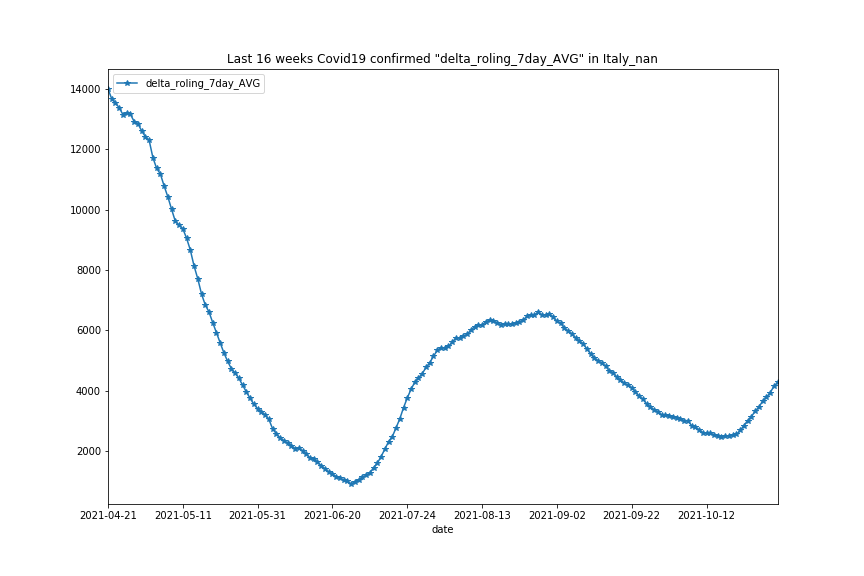 Last 16 weeks Covid19 confirmed "delta_roling_7day_AVG" in Italy_nan
delta_roling_7day_AVG
14000
12000
10000
8000
6000
4000
2000
2021-04-21 2021-05-11 2021-05-31 2021-06-20 2021-07-24 2021-08-13 2021-09-02 2021-09-22 2021-10-12
date